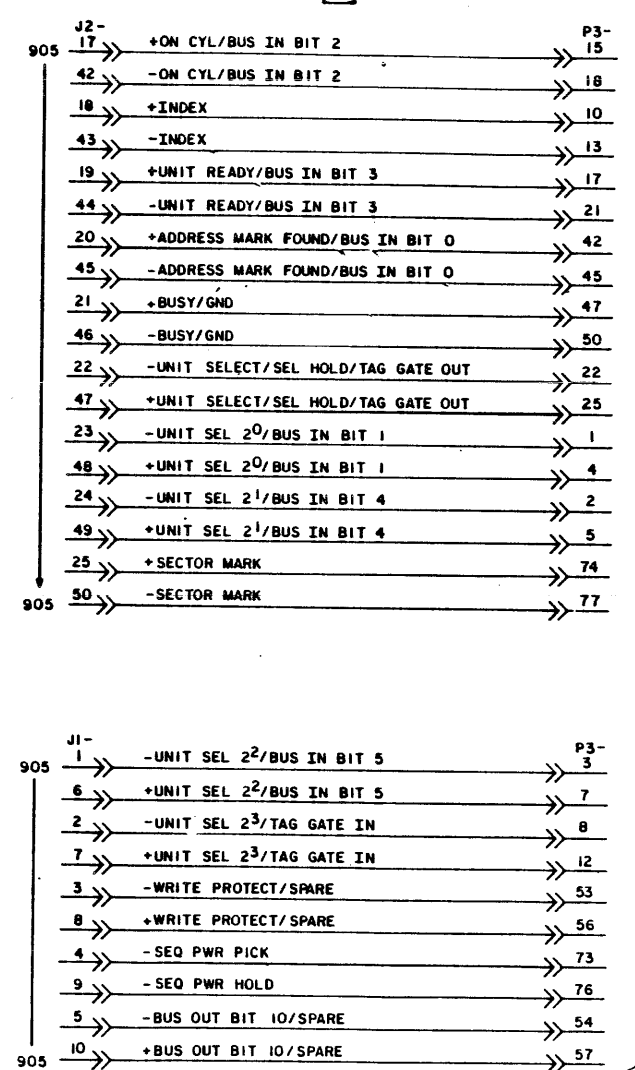 J2- P3-
905 17 +ON CYL/BUS IN BIT 2 15
42 -ON CYL/BUS IN BIT 2 18
18 +INDEX 10
43 -INDEX 13
19 +UNIT READY/BUS IN BIT 3 17
44 -UNIT READY/BUS IN BIT 3 21
20 +ADDRESS MARK FOUND/BUS IN BIT 0 42
45 -ADDRESS MARK FOUND/BUS IN BIT 0 45
21 +BUSY/GND 47
46 -BUSY/GND 50
22 -UNIT SELECT/SEL HOLD/TAG GATE OUT 22
47 +UNIT SELECT/SEL HOLD/TAG GATE OUT 25
23 -UNIT SEL 2⁰/BUS IN BIT 1 1
48 +UNIT SEL 2⁰/BUS IN BIT 1 4
24 -UNIT SEL 2¹/BUS IN BIT 4 2
49 +UNIT SEL 2¹/BUS IN BIT 4 5
25 +SECTOR MARK 74
905 50 -SECTOR MARK 77
J1- P3-
905 1 -UNIT SEL 2²/BUS IN BIT 5 3
6 +UNIT SEL 2²/BUS IN BIT 5 7
2 -UNIT SEL 2³/TAG GATE IN 8
7 +UNIT SEL 2³/TAG GATE IN 12
3 -WRITE PROTECT/SPARE 53
8 +WRITE PROTECT/SPARE 56
4 -SEQ PWR PICK 73
9 -SEQ PWR HOLD 76
5 -BUS OUT BIT 10/SPARE 54
905 10 +BUS OUT BIT 10/SPARE 57